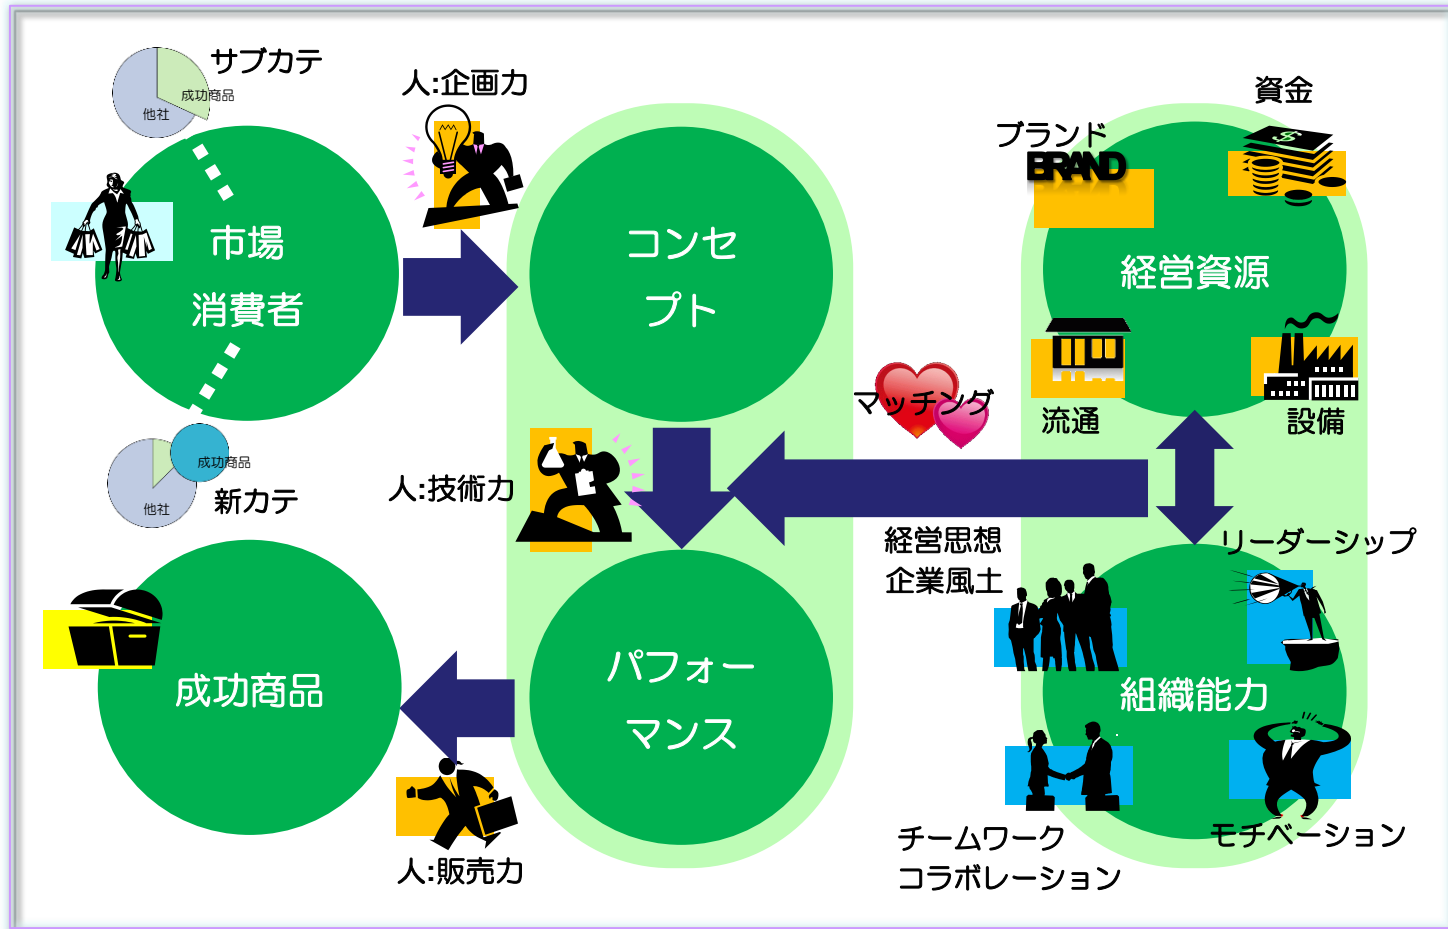 サブカテ
成功商品
他社
市場
消費者
成功商品
他社
新カテ
人:企画力
コンセ
プト
人:技術力
パフォー
マンス
成功商品
人:販売力
マッチング
経営思想
企業風土
資金
ブランド
BRAND
$
経営資源
流通
設備
リーダーシップ
組織能力
チームワーク
コラボレーション
モチベーション